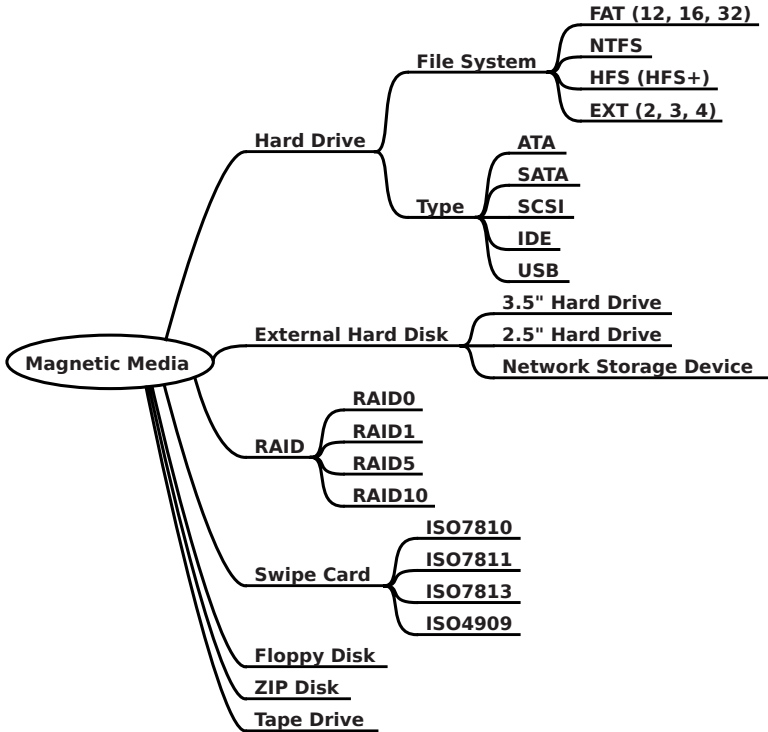 Magnetic Media
Hard Drive
File System
FAT (12, 16, 32)
NTFS
HFS (HFS+)
EXT (2, 3, 4)
Type
ATA
SATA
SCSI
IDE
USB
External Hard Disk
3.5" Hard Drive
2.5" Hard Drive
Network Storage Device
RAID
RAID0
RAID1
RAID5
RAID10
Swipe Card
ISO7810
ISO7811
ISO7813
ISO4909
Floppy Disk
ZIP Disk
Tape Drive